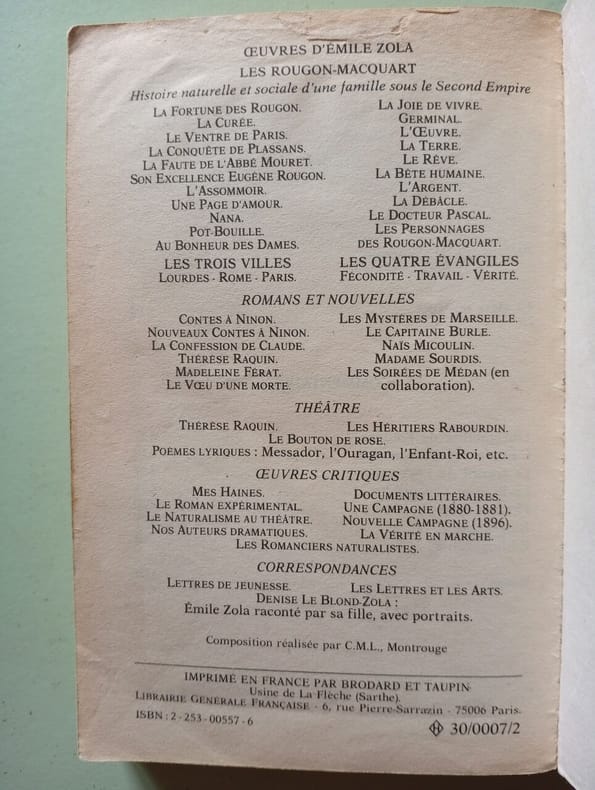 ŒUVRES D'ÉMILE ZOLA
LES ROUGON-MACQUART
Histoire naturelle et sociale d'une famille sous le Second Empire
LA FORTUNE DES ROUGON.
LA CURÉE.
LE VENTRE DE PARIS.
LA CONQUÊTE DE PLASSANS.
LA FAUTE DE L'ABBÉ MOURET.
SON EXCELLENCE EUGÈNE ROUGON.
L'ASSOMMOIR.
UNE PAGE D'AMOUR.
NANA.
POT-BOUILLE.
AU BONHEUR DES DAMES.
LA JOIE DE VIVRE.
GERMINAL.
L'ŒUVRE.
LA TERRE.
LE RÊVE.
LA BÊTE HUMAINE.
L'ARGENT.
LA DÉBÂCLE.
LE DOCTEUR PASCAL.
LES PERSONNAGES
DES ROUGON-MACQUART.
LES TROIS VILLES
LOURDES - ROME - PARIS.
LES QUATRE ÉVANGILES
FÉCONDITÉ - TRAVAIL - VÉRITÉ.
ROMANS ET NOUVELLES
CONTES À NINON.
NOUVEAUX CONTES À NINON.
LA CONFESSION DE CLAUDE.
THÉRÈSE RAQUIN.
MADELEINE FÉRAT.
LE VŒU D'UNE MORTE.
LES MYSTÈRES DE MARSEILLE.
LE CAPITAINE BURLE.
NAÏS MICOULIN.
MADAME SOURDIS.
LES SOIRÉES DE MÉDAN (en
collaboration).
THÉÂTRE
THÉRÈSE RAQUIN.
LES HÉRITIERS RABOURDIN.
LE BOUTON DE ROSE.
POÈMES LYRIQUES : Messador, l'Ouragan, l'Enfant-Roi, etc.
ŒUVRES CRITIQUES
MES HAINES.
LE ROMAN EXPÉRIMENTAL.
LE NATURALISME AU THÉÂTRE.
NOS AUTEURS DRAMATIQUES.
DOCUMENTS LITTÉRAIRES.
UNE CAMPAGNE (1880-1881).
NOUVELLE CAMPAGNE (1896).
LA VÉRITÉ EN MARCHE.
LES ROMANCIERS NATURALISTES.
CORRESPONDANCES
LETTRES DE JEUNESSE.
LES LETTRES ET LES ARTS.
DENISE LE BLOND-ZOLA :
Émile Zola raconté par sa fille, avec portraits.
Composition réalisée par C.M.L., Montrouge
IMPRIMÉ EN FRANCE PAR BRODARD ET TAUPIN
Usine de La Flèche (Sarthe).
LIBRAIRIE GÉNÉRALE FRANÇAISE - 6, rue Pierre-Sarrazin - 75006 Paris.
ISBN : 2 - 253 - 00557 - 6
H 30/0007/2